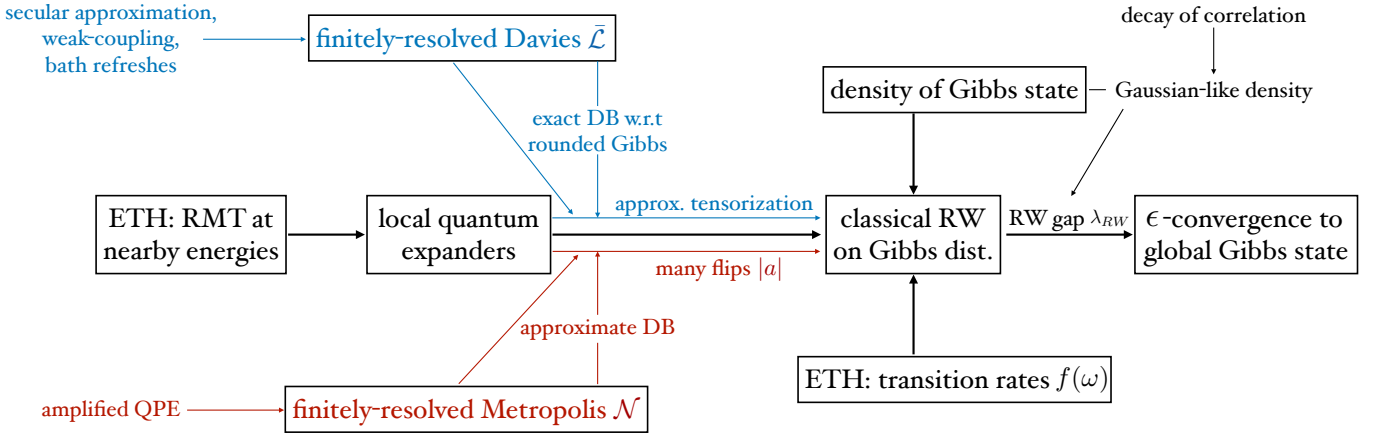 secular approximation,
weak-coupling,
bath refreshes
finitely-resolved Davies $\bar{\mathcal{L}}$
decay of correlation
density of Gibbs state
Gaussian-like density
exact DB w.r.t
rounded Gibbs
ETH: RMT at
nearby energies
local quantum
expanders
approx. tensorization
many flips |a|
classical RW
on Gibbs dist.
RW gap $\lambda_{RW}$
ϵ-convergence to
global Gibbs state
approximate DB
ETH: transition rates f(ω)
amplified QPE
finitely-resolved Metropolis $\mathcal{N}$